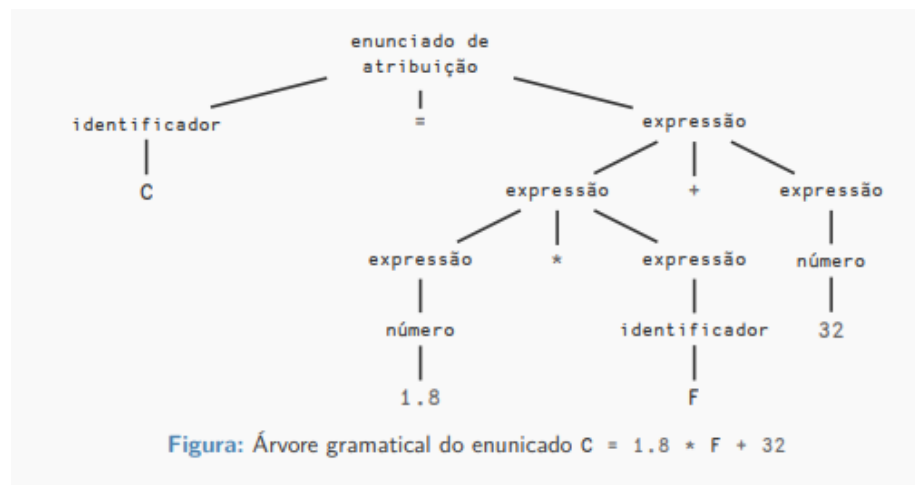 enunciado de
atribuição
identificador
=
expressão
C
expressão
+
expressão
expressão
*
expressão
número
número
identificador
32
1.8
F
Figura: Árvore gramatical do enunicado C = 1.8 * F + 32